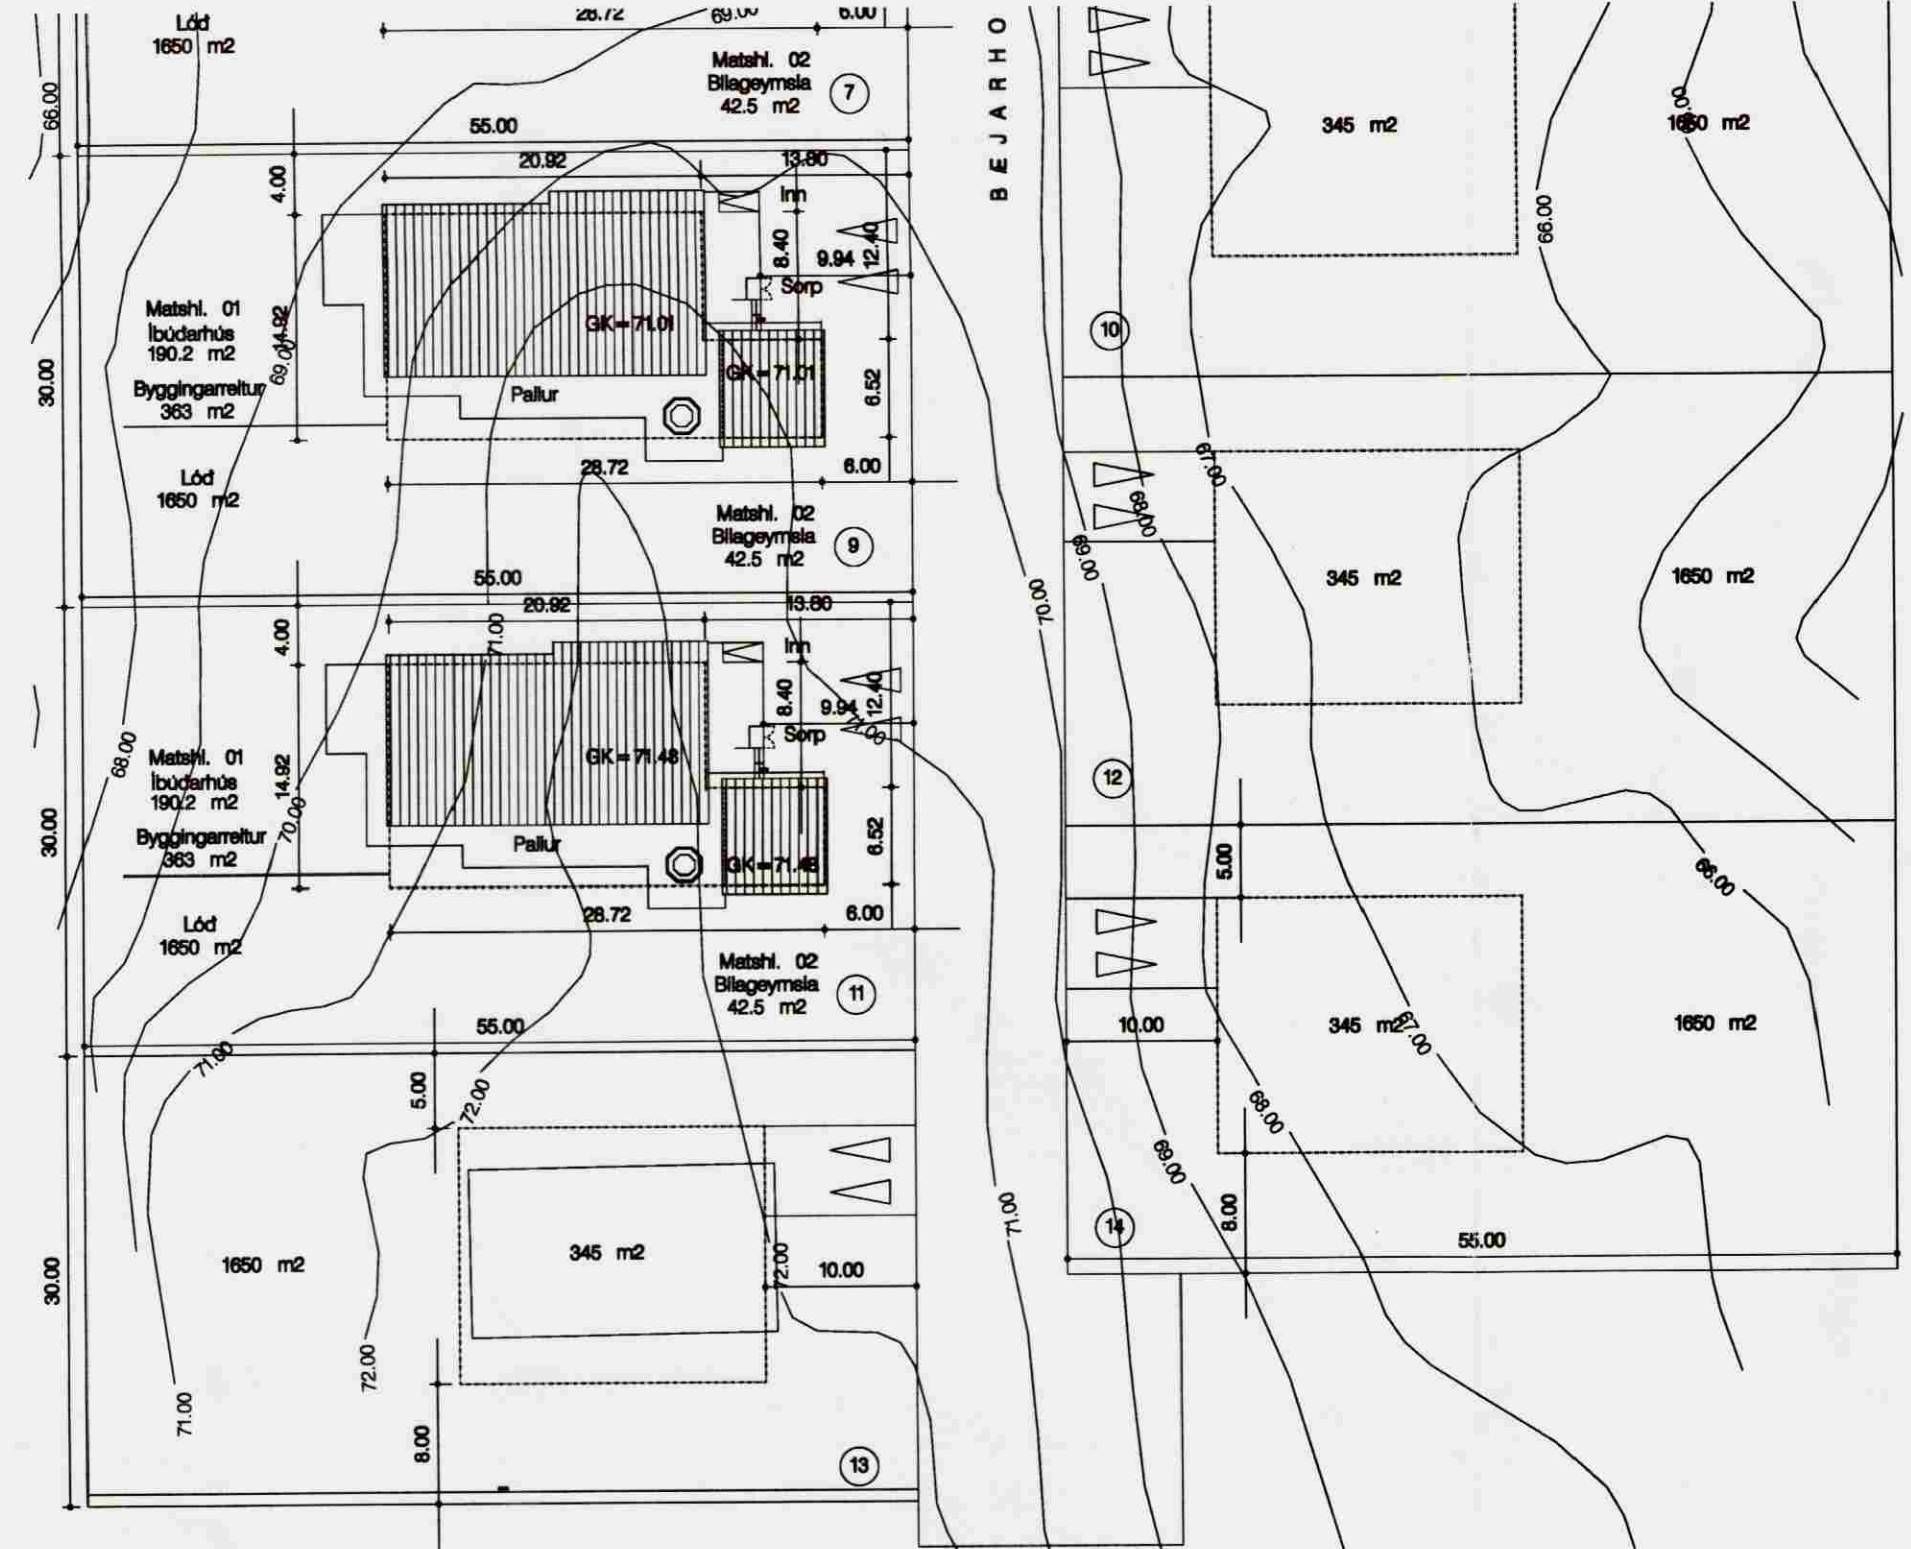 Lóð
1650 m2
28.72
69.00
6.00
BÆJARHO
66.00
Matshl. 02
Bílageymsla
42.5 m2
7
345 m2
1650 m2
55.00
20.92
13.80
4.00
Inn
8.40
12.40
9.94
Sorp
66.00
Matshl. 01
Íbúðarhús
190.2 m2
14.92
69.00
GK = 71.01
GK = 71.01
10
30.00
Byggingarreitur
363 m2
Pallur
6.52
Lóð
1650 m2
28.72
6.00
67.00
68.00
69.00
Matshl. 02
Bílageymsla
42.5 m2
9
70.00
345 m2
1650 m2
55.00
20.92
13.80
4.00
71.00
Inn
8.40
12.40
9.94
71.00
Sorp
68.00
Matshl. 01
Íbúðarhús
190.2 m2
14.92
70.00
GK = 71.48
GK = 71.48
12
30.00
Byggingarreitur
363 m2
Pallur
6.52
5.00
66.00
Lóð
1650 m2
28.72
6.00
Matshl. 02
Bílageymsla
42.5 m2
11
55.00
10.00
345 m2
67.00
1650 m2
71.00
5.00
72.00
68.00
69.00
71.00
8.00
14
55.00
30.00
1650 m2
345 m2
72.00
10.00
72.00
71.00
8.00
13